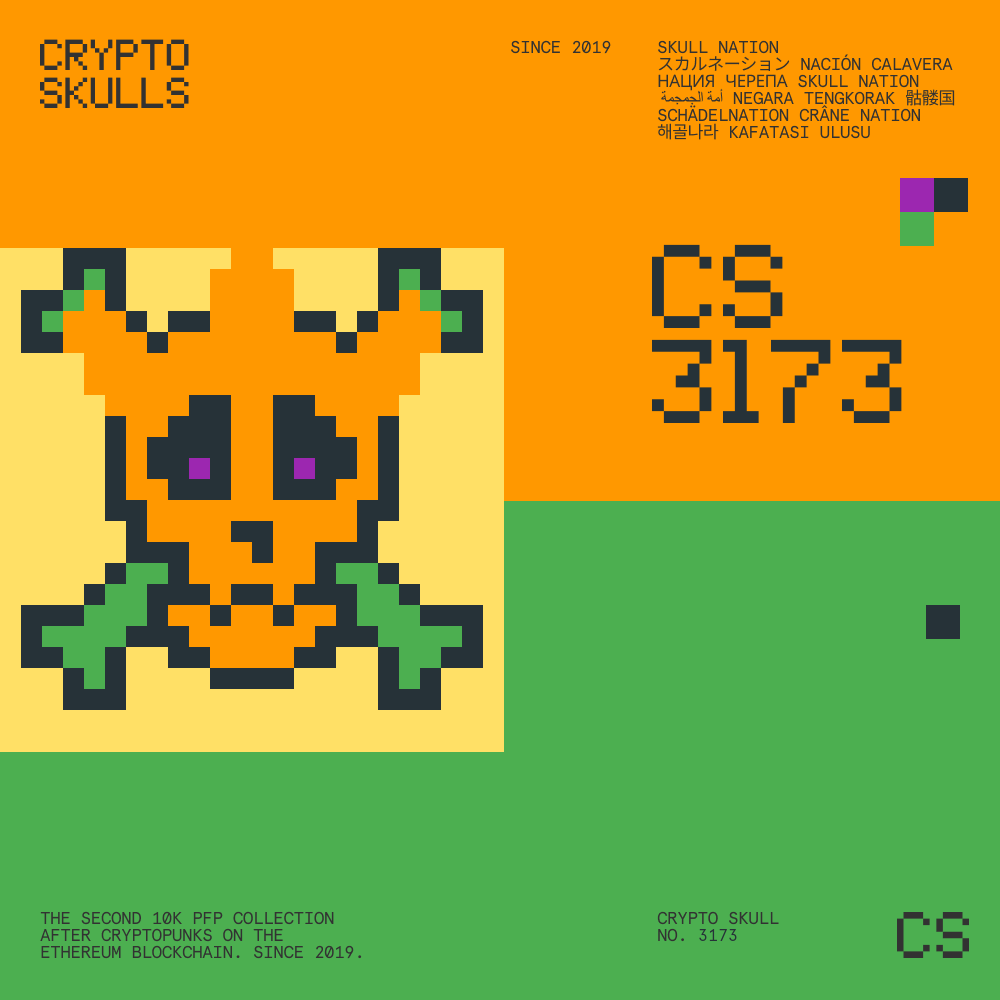 CRYPTO
SKULLS
SINCE 2019
SKULL NATION
スカルネーション NACIÓN CALAVERA
НАЦИЯ ЧЕРЕПА SKULL NATION
أمة الجمجمة NEGARA TENGKORAK 骷髅国
SCHÄDELNATION CRÂNE NATION
해골나라 KAFATASI ULUSU
CS
3173
THE SECOND 10K PFP COLLECTION
AFTER CRYPTOPUNKS ON THE
ETHEREUM BLOCKCHAIN. SINCE 2019.
CRYPTO SKULL
NO. 3173
CS